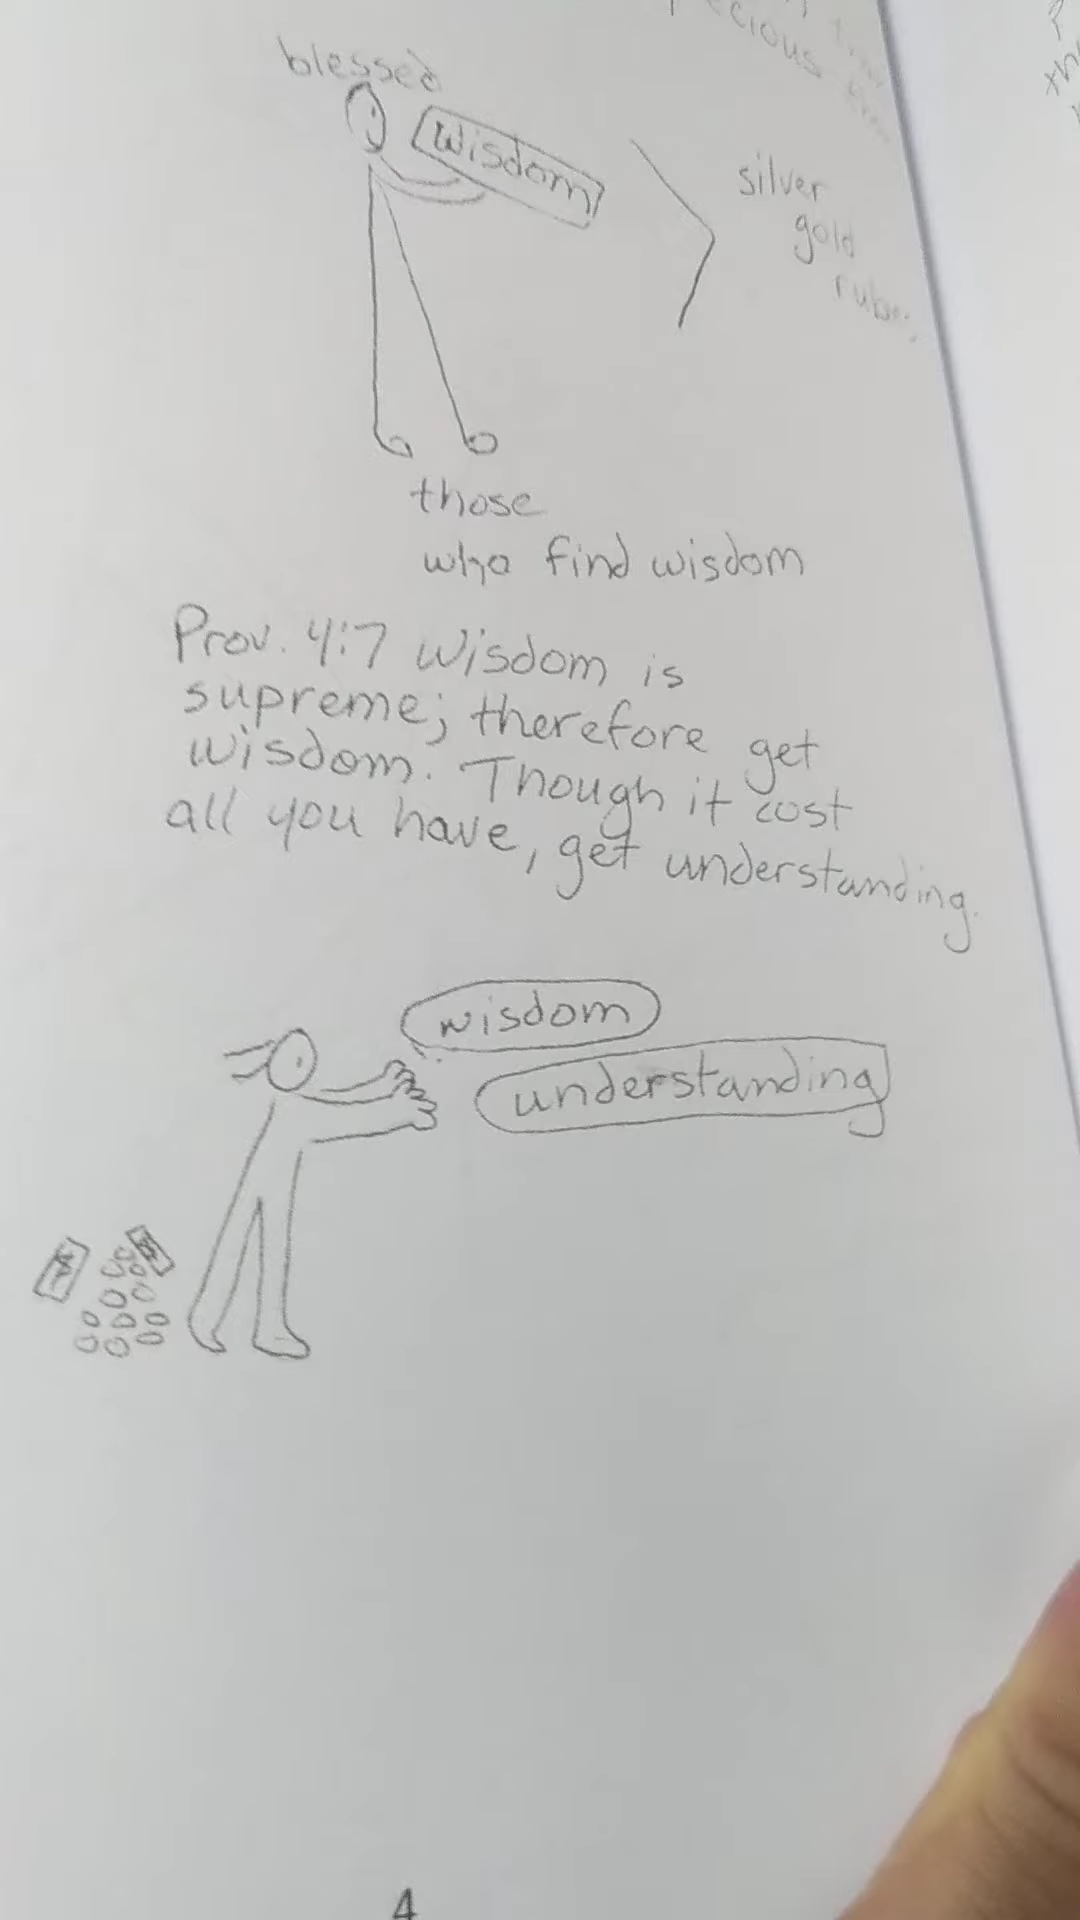 blessed
wisdom
silver
gold
those
who find wisdom
Prov. 4:7 Wisdom is
supreme; therefore get
wisdom. Though it cost
all you have, get understanding.
wisdom
understanding
4